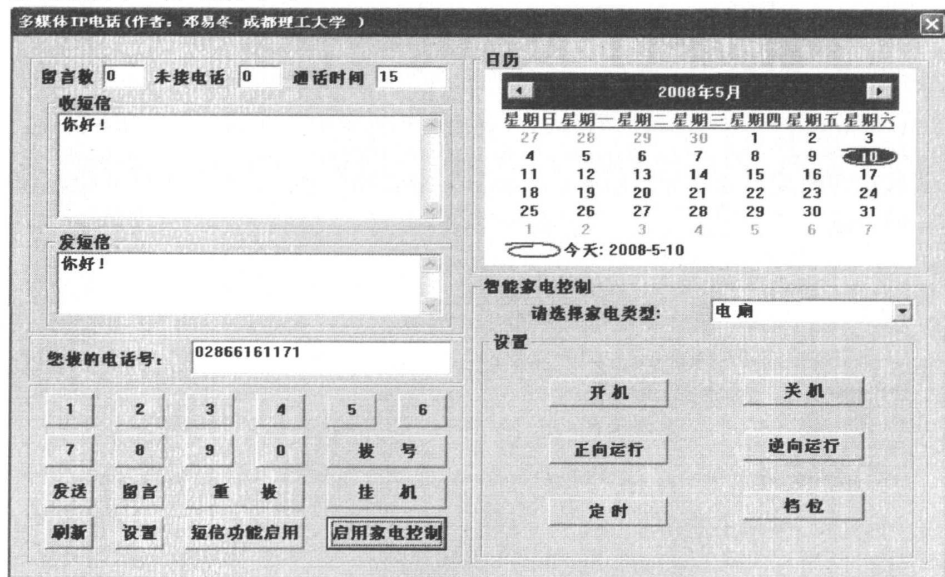 多媒体IP电话(作者：邓易冬 成都理工大学 )
留言数 0 未接电话 0 通话时间 15
收短信
你好!
发短信
你好!
您拨的电话号: 02866161171
1 2 3 4 5 6
7 8 9 0 拨 号
发送 留言 重 拨 挂 机
刷新 设置 短信功能启用 启用家电控制
日历
2008年5月
星期日 星期一 星期二 星期三 星期四 星期五 星期六
27 28 29 30 1 2 3
4 5 6 7 8 9 10
11 12 13 14 15 16 17
18 19 20 21 22 23 24
25 26 27 28 29 30 31
1 2 3 4 5 6 7
今天: 2008-5-10
智能家电控制
请选择家电类型: 电扇
设置
开机 关机
正向运行 逆向运行
定时 档位